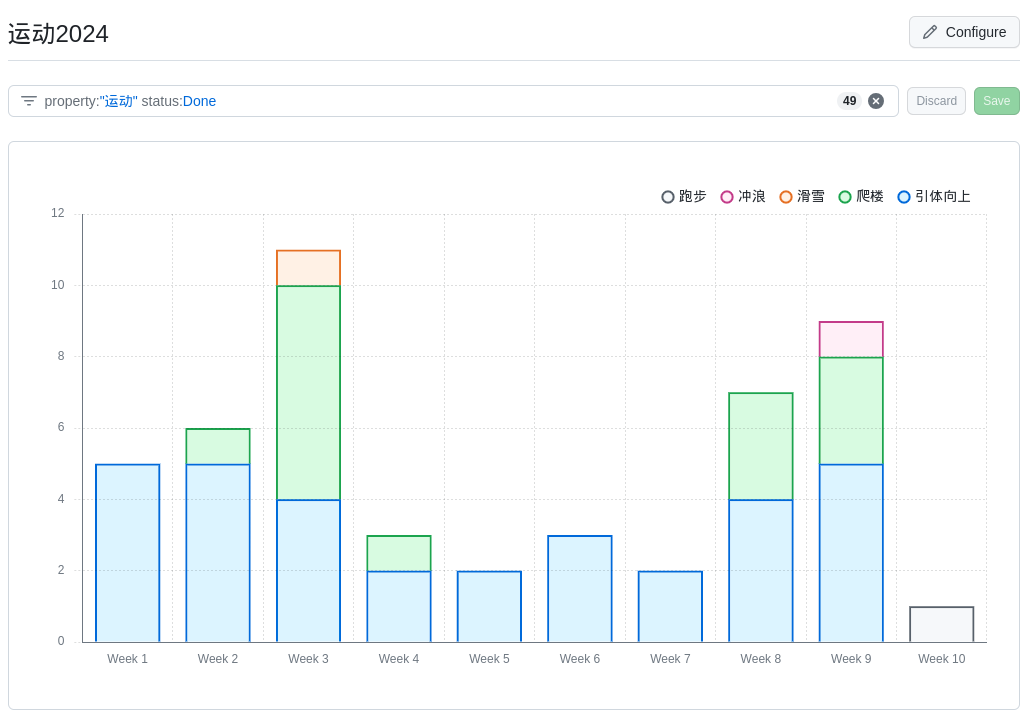 运动2024
Configure
property:"运动" status:Done
49
Discard
Save
跑步 冲浪 滑雪 爬楼 引体向上
12
10
8
6
4
2
0
Week 1 Week 2 Week 3 Week 4 Week 5 Week 6 Week 7 Week 8 Week 9 Week 10